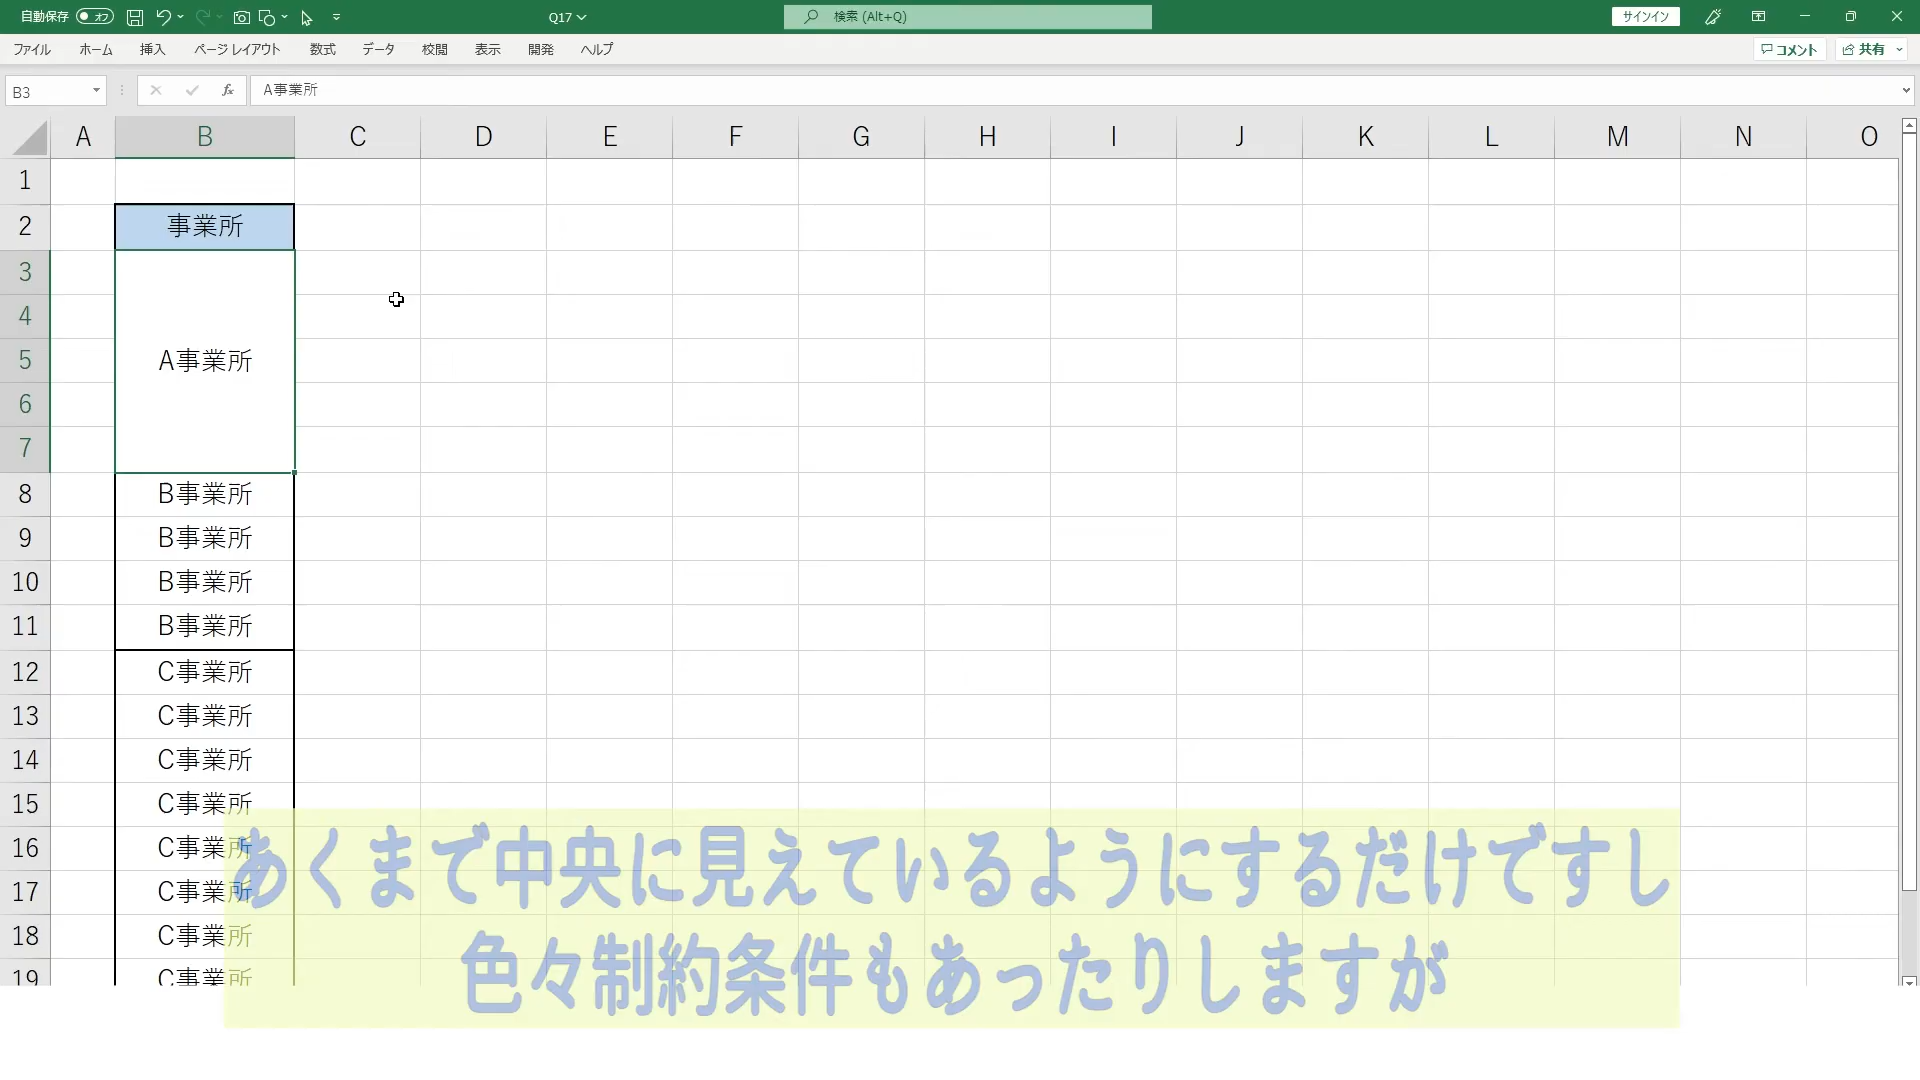 自動保存 オフ Q17 検索 (Alt+Q) サインイン
ファイル ホーム 挿入 ページ レイアウト 数式 データ 校閲 表示 開発 ヘルプ コメント 共有
B3 fx A事業所
A B C D E F G H I J K L M N O
1
2 事業所
3
4
5 A事業所
6
7
8 B事業所
9 B事業所
10 B事業所
11 B事業所
12 C事業所
13 C事業所
14 C事業所
15 C事業所
16 C事業所
17 C事業所
18 C事業所
19 C事業所
あくまで中央に見えているようにするだけですし
色々制約条件もあったりしますが